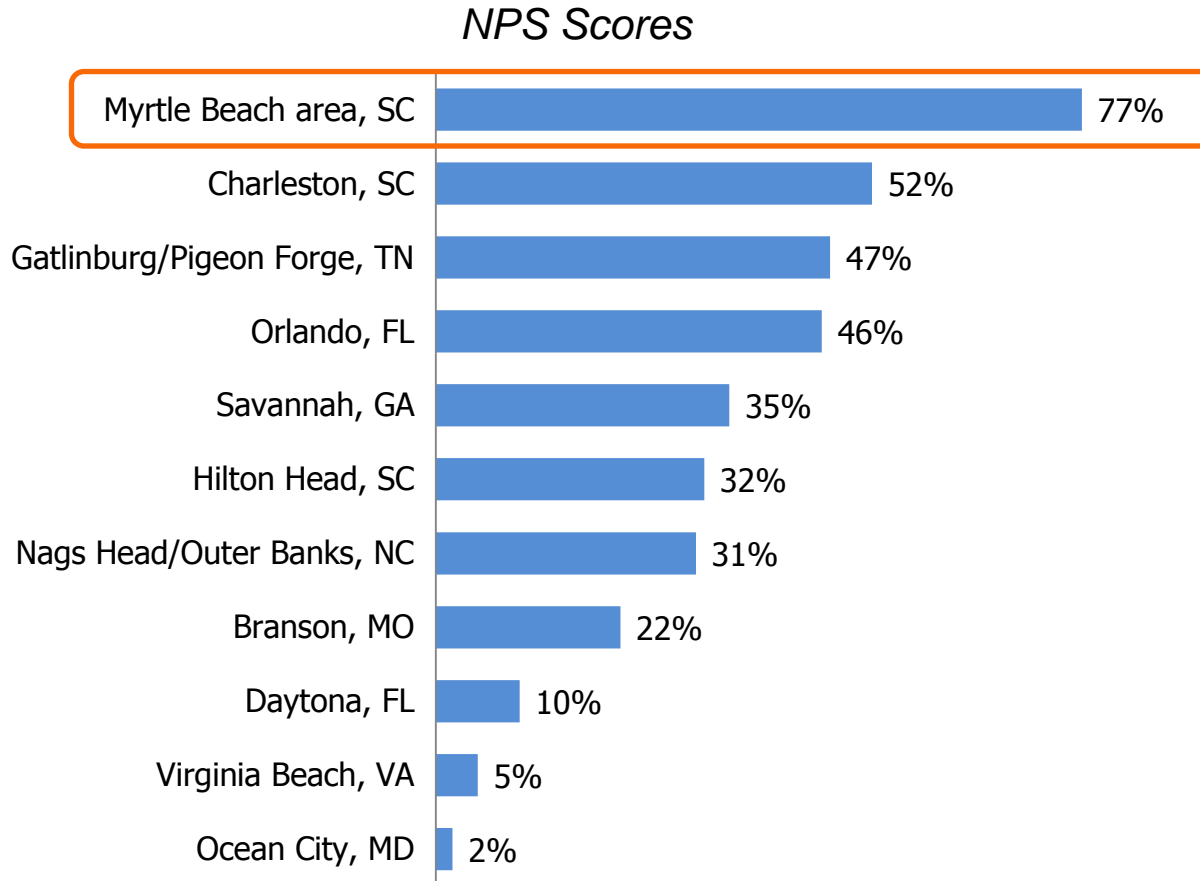 NPS Scores
Myrtle Beach area, SC 77%
Charleston, SC 52%
Gatlinburg/Pigeon Forge, TN 47%
Orlando, FL 46%
Savannah, GA 35%
Hilton Head, SC 32%
Nags Head/Outer Banks, NC 31%
Branson, MO 22%
Daytona, FL 10%
Virginia Beach, VA 5%
Ocean City, MD 2%